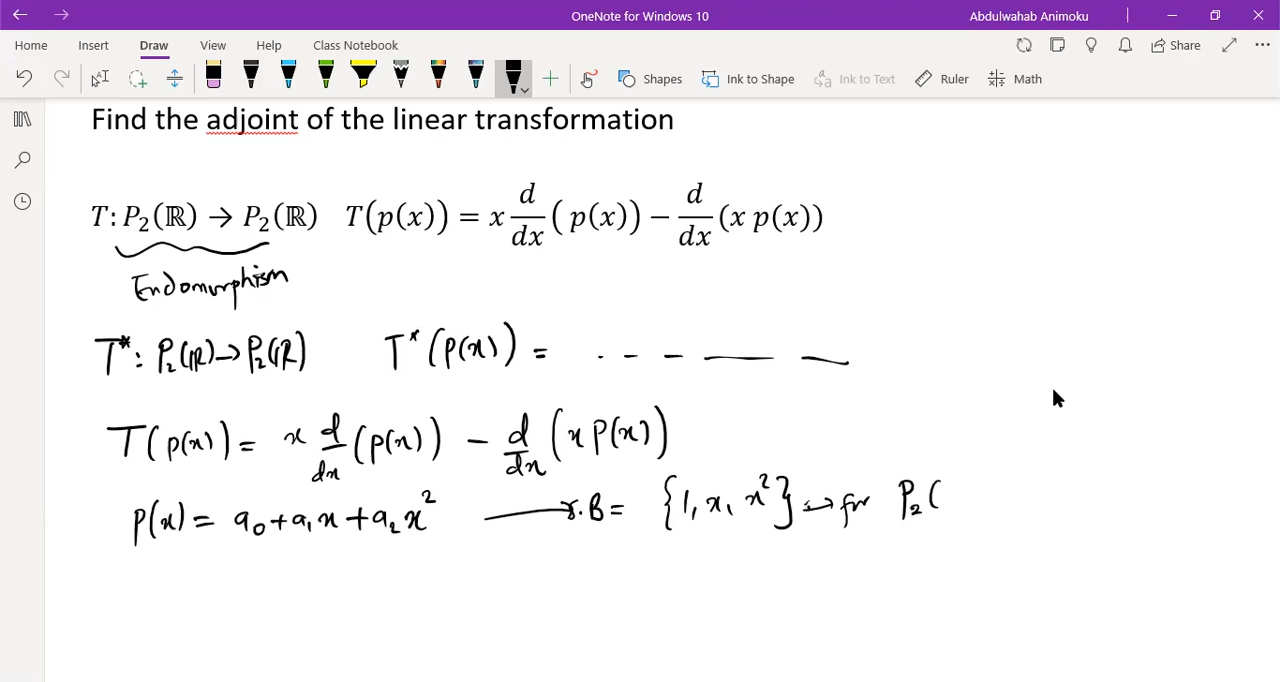 OneNote for Windows 10 Abdulwahab Animoku
Home Insert Draw View Help Class Notebook Share
Shapes Ink to Shape Ink to Text Ruler Math
Find the adjoint of the linear transformation
T: P₂(ℝ) → P₂(ℝ) T(p(x)) = x d/dx (p(x)) − d/dx (x p(x))
Endomorphism
T*: P₂(ℝ) → P₂(ℝ) T*(p(x)) =
T(p(x)) = x d/dx (p(x)) − d/dx (x p(x))
p(x) = a₀ + a₁x + a₂x² γ. B = {1, x, x²} → for P₂(